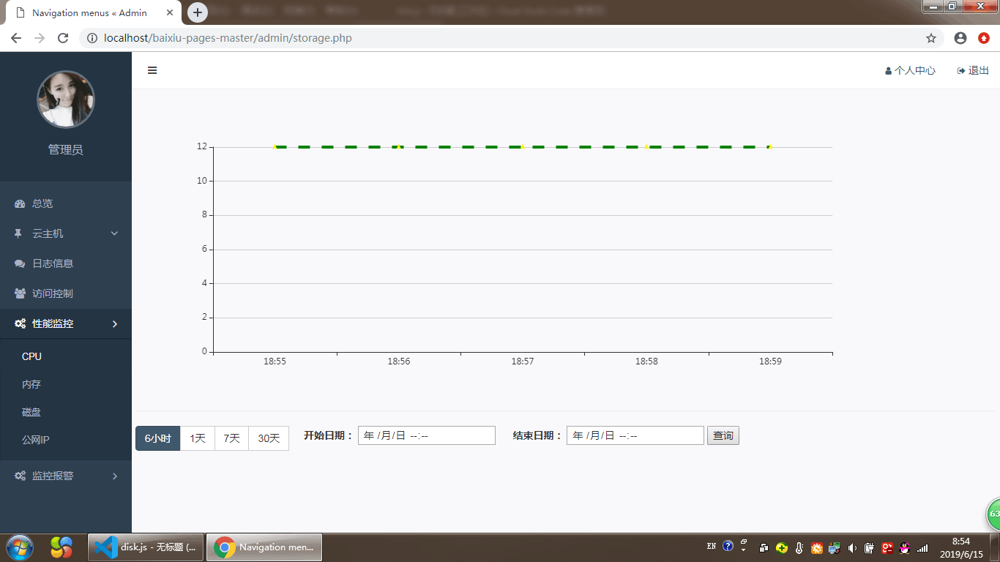 Navigation menus « Admin
localhost/baixiu-pages-master/admin/storage.php
个人中心
退出
管理员
总览
云主机
日志信息
访问控制
性能监控
CPU
内存
磁盘
公网IP
监控报警
12
10
8
6
4
2
0
18:55 18:56 18:57 18:58 18:59
6小时 1天 7天 30天 开始日期： 年 /月/日 --:-- 结束日期： 年 /月/日 --:-- 查询
63
disk.js - 无标题 (...
Navigation men...
EN
8:54
2019/6/15